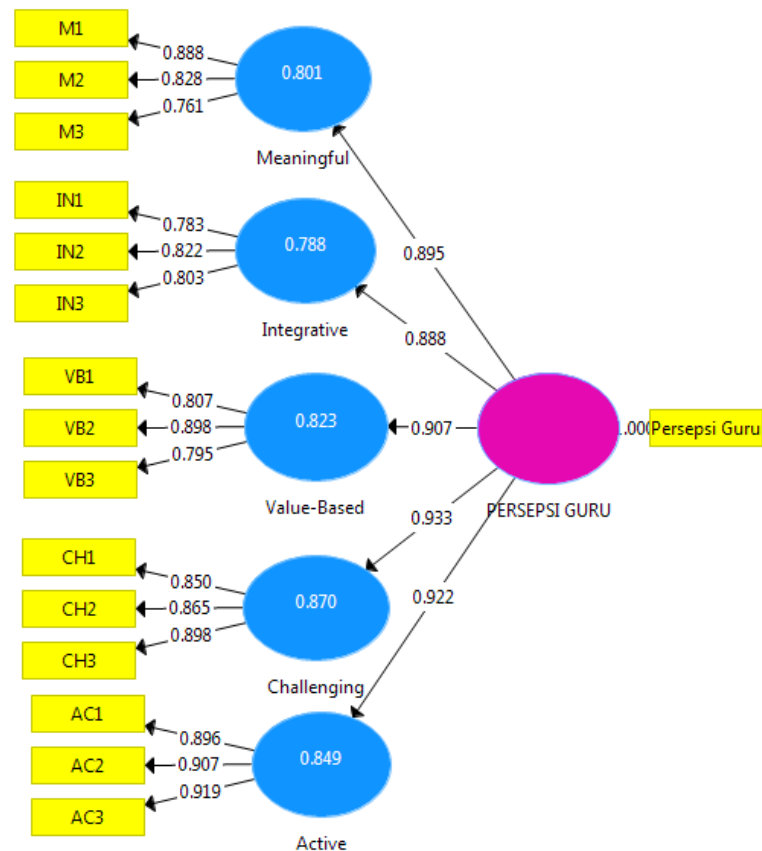 M1
0.888
M2
0.828
M3
0.761
0.801
Meaningful
0.895
IN1
0.783
IN2
0.822
IN3
0.803
0.788
Integrative
0.888
VB1
0.807
VB2
0.898
VB3
0.795
0.823
Value-Based
0.907
PERSEPSI GURU
1.000
Persepsi Guru
0.933
CH1
0.850
CH2
0.865
CH3
0.898
0.870
Challenging
0.922
AC1
0.896
AC2
0.907
AC3
0.919
0.849
Active